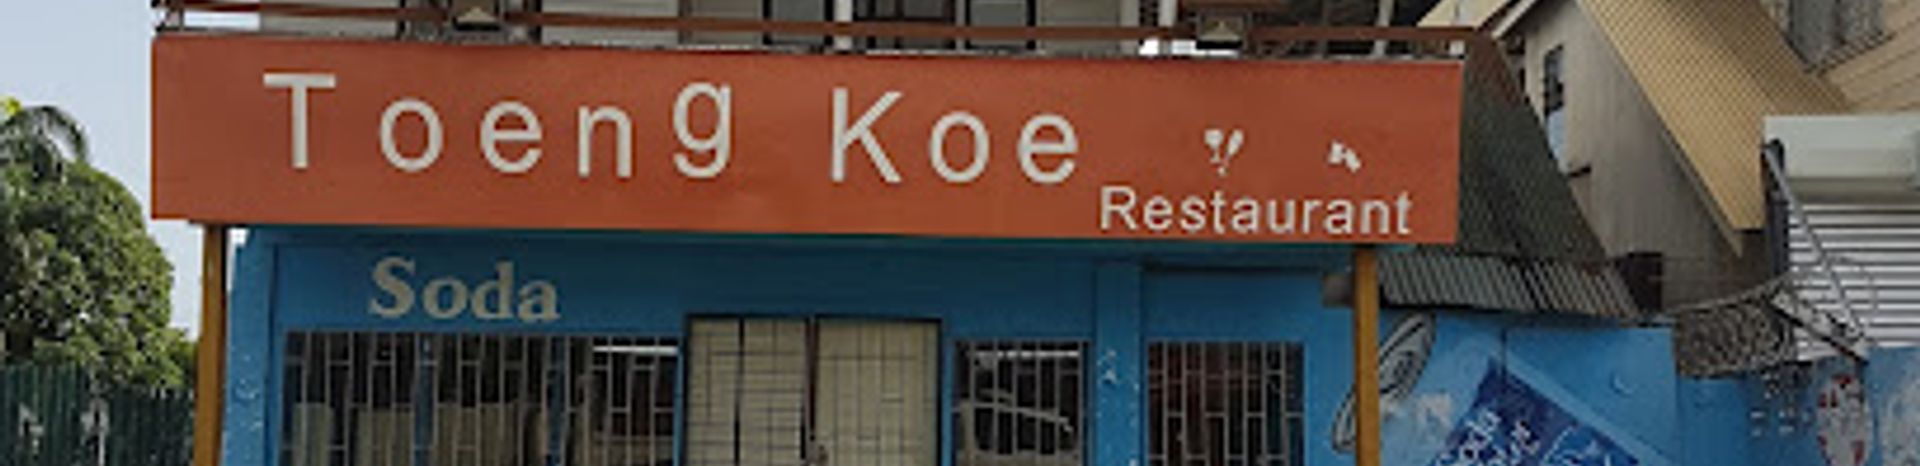 Toeng Koe
Restaurant
Soda